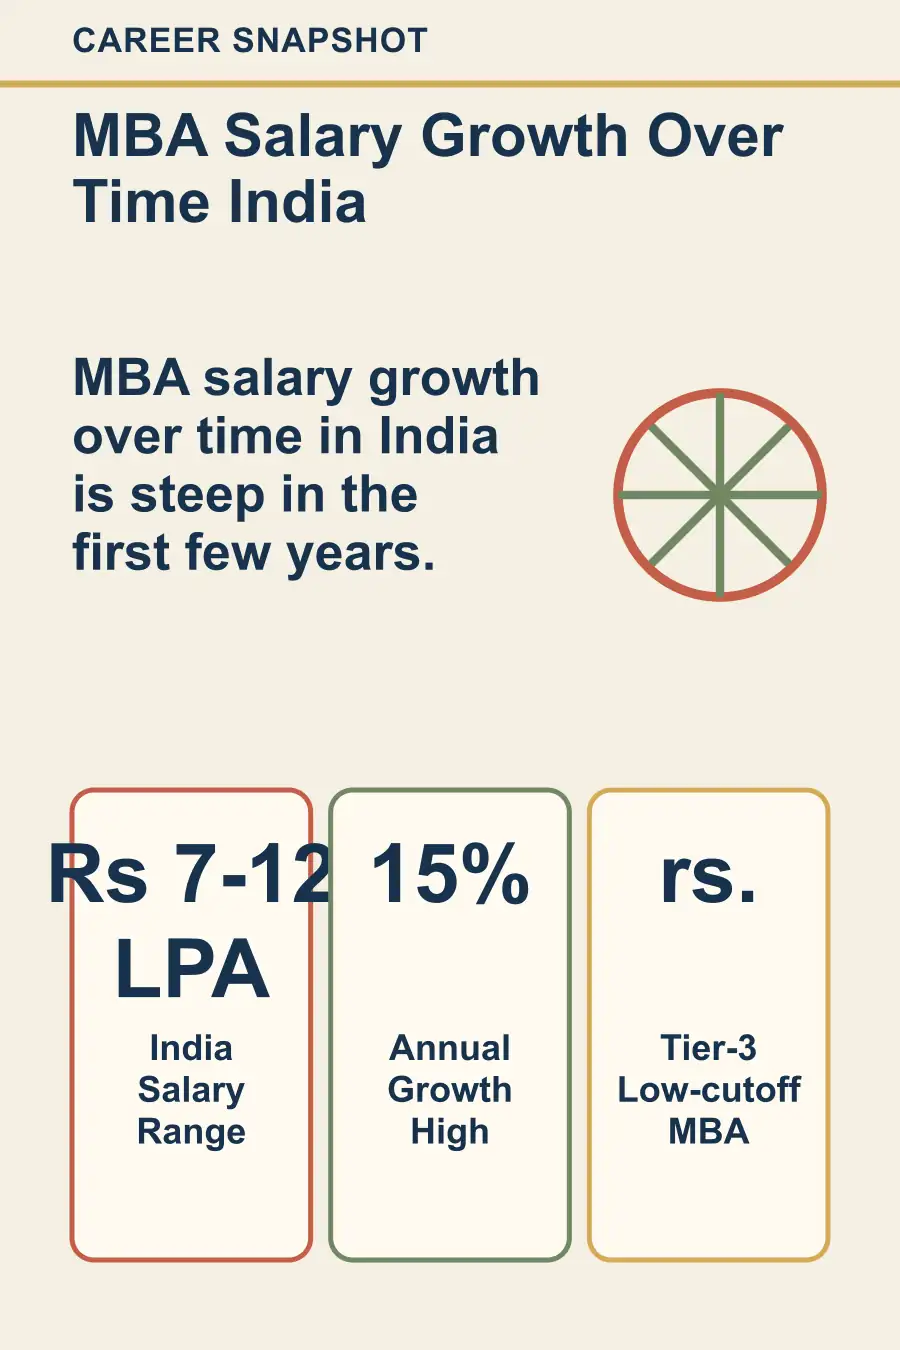 CAREER SNAPSHOT
MBA Salary Growth Over
Time India
MBA salary growth
over time in India
is steep in the
first few years.
Rs 7-12
LPA
India
Salary
Range
15%
Annual
Growth
High
rs.
Tier-3
Low-cutoff
MBA